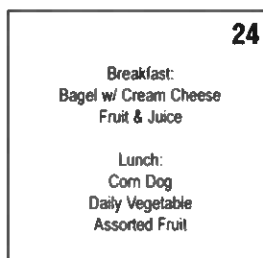 24
Breakfast:
Bagel w/ Cream Cheese
Fruit & Juice
Lunch:
Corn Dog
Daily Vegetable
Assorted Fruit